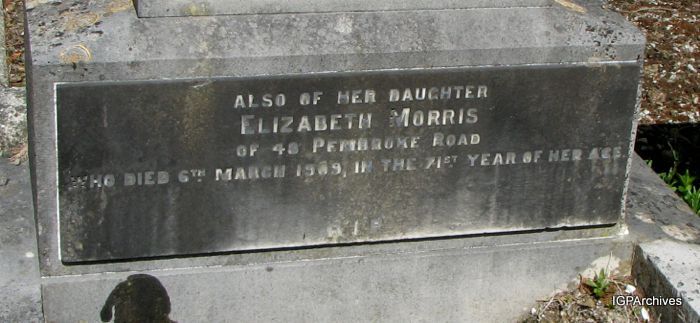 ALSO OF HER DAUGHTER
ELIZABETH MORRIS
OF 48 PEMBROKE ROAD
WHO DIED 6TH MARCH 1949, IN THE 71ST YEAR OF HER AGE
R.I.P.
IGPArchives